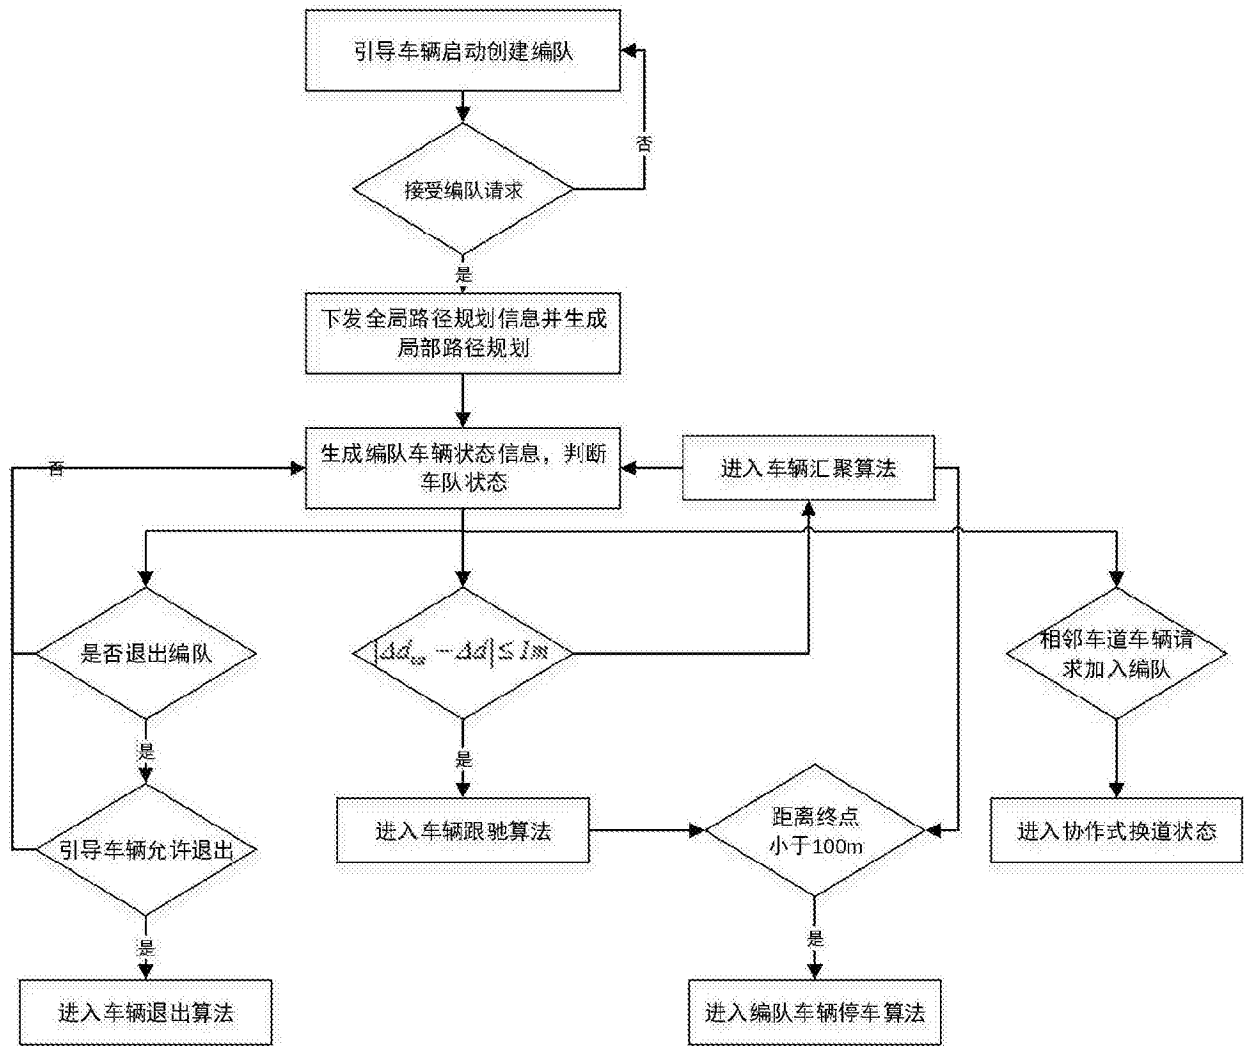 引导车辆启动创建编队
否
接受编队请求
是
下发全局路径规划信息并生成
局部路径规划
否
生成编队车辆状态信息，判断
车队状态
进入车辆汇聚算法
是否退出编队
-Δd|≤1m
相邻车道车辆请
求加入编队
是
是
引导车辆允许退出
进入车辆跟驰算法
距离终点
小于100m
进入协作式换道状态
是
是
进入车辆退出算法
进入编队车辆停车算法